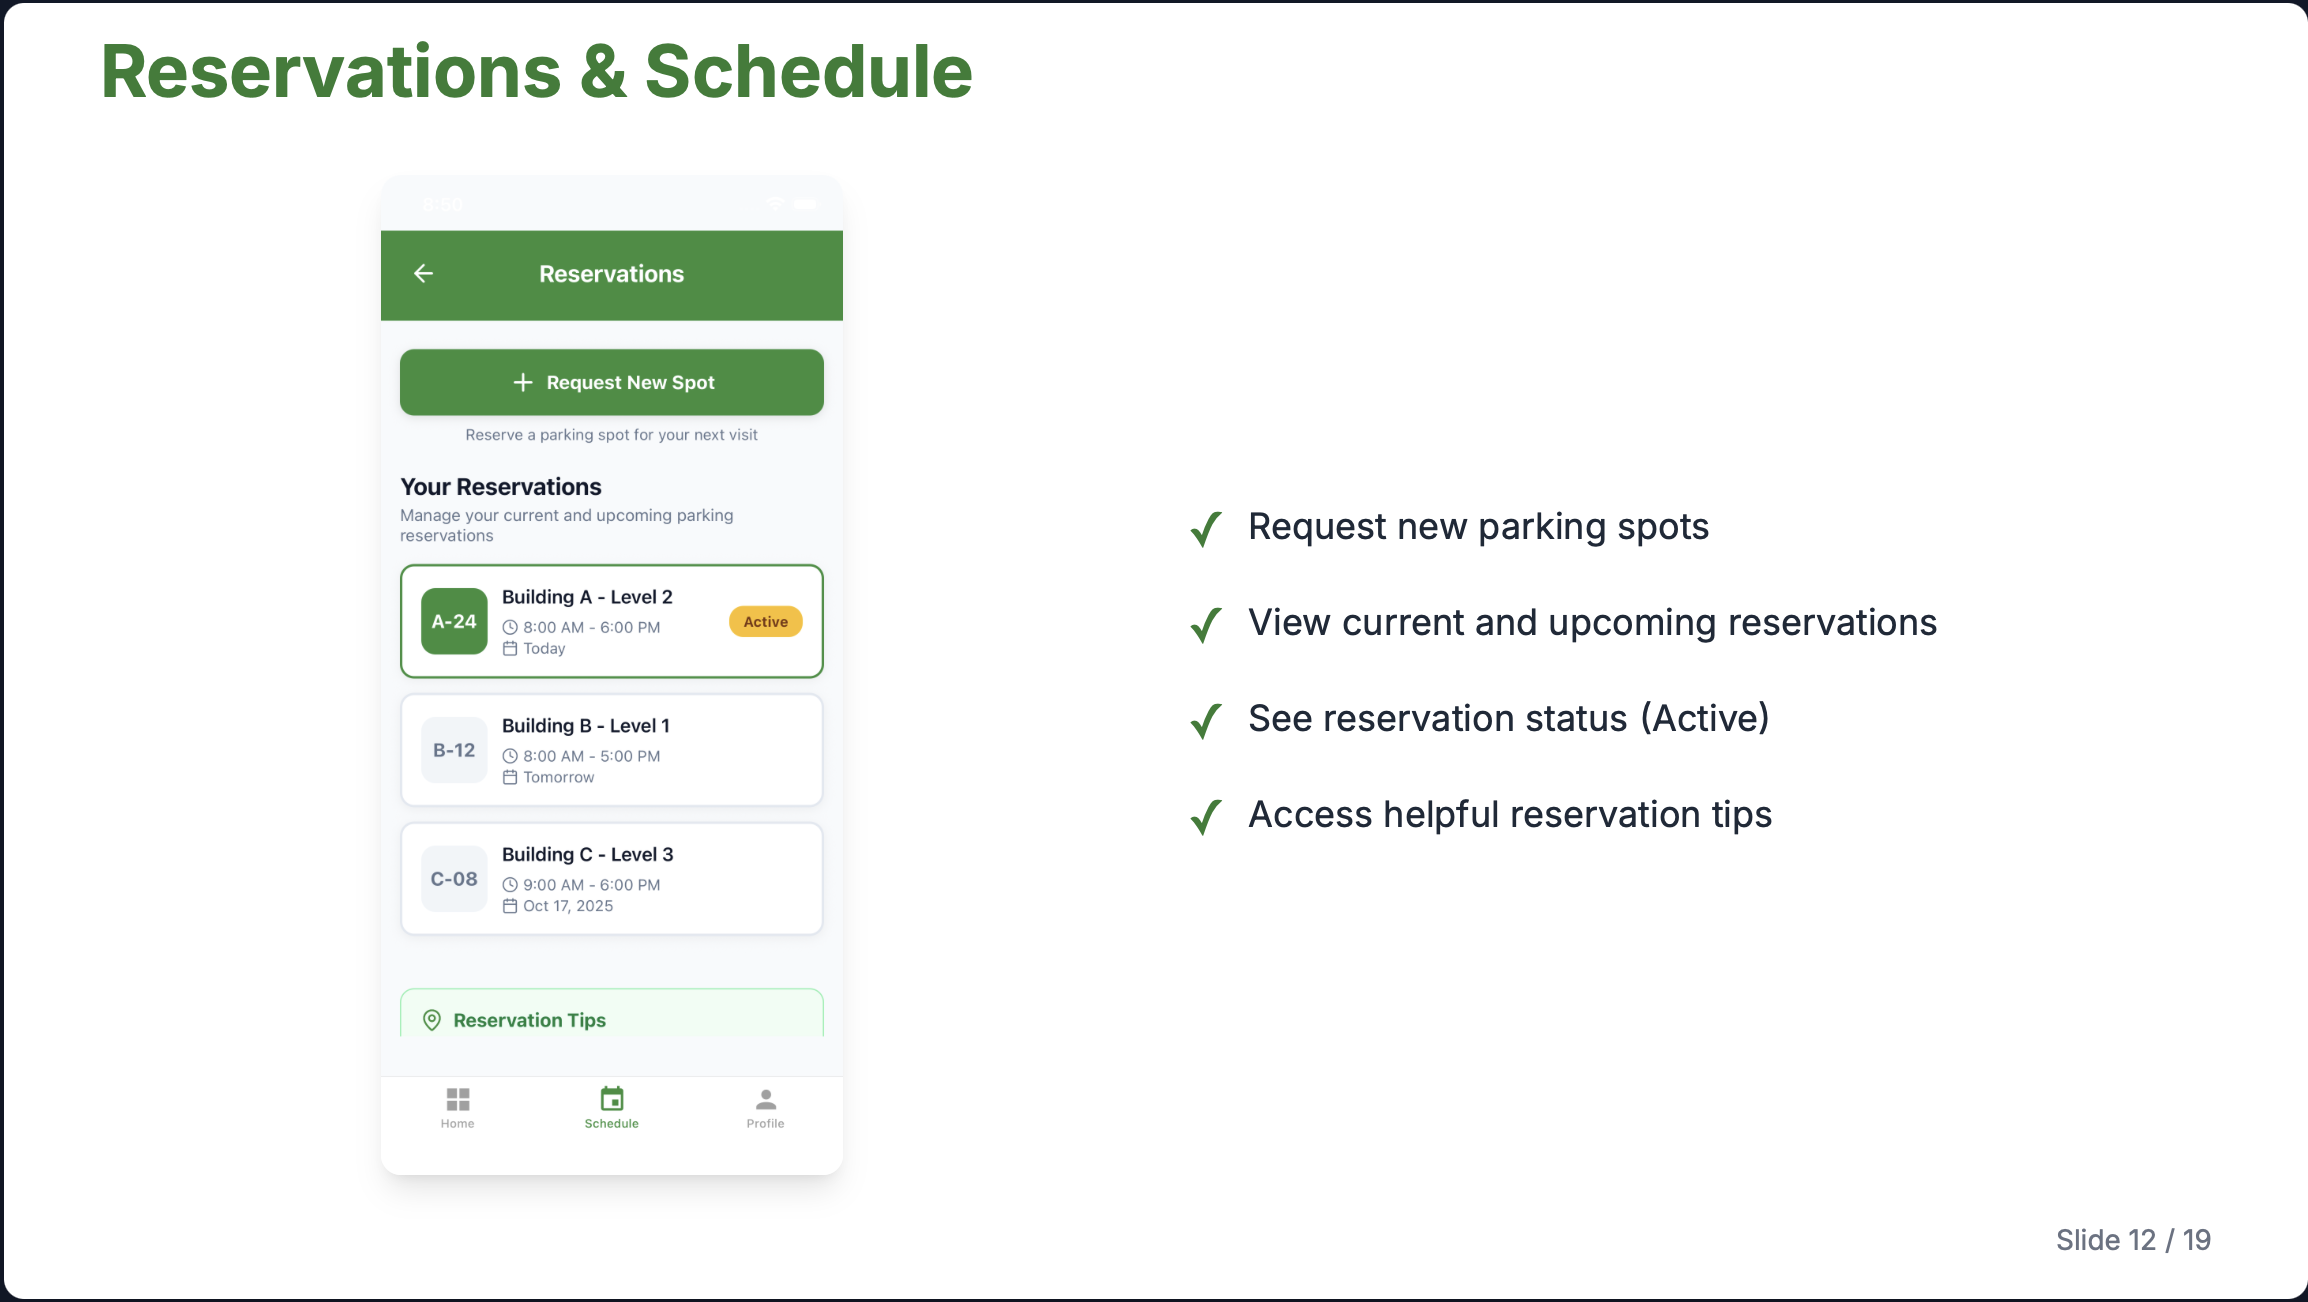 Reservations & Schedule
8:50
Reservations
Request New Spot
Reserve a parking spot for your next visit
Your Reservations
Manage your current and upcoming parking
reservations
A-24
Building A - Level 2
8:00 AM - 6:00 PM
Today
Active
B-12
Building B - Level 1
8:00 AM - 5:00 PM
Tomorrow
C-08
Building C - Level 3
9:00 AM - 6:00 PM
Oct 17, 2025
Reservation Tips
Home
Schedule
Profile
Request new parking spots
View current and upcoming reservations
See reservation status (Active)
Access helpful reservation tips
Slide 12 / 19